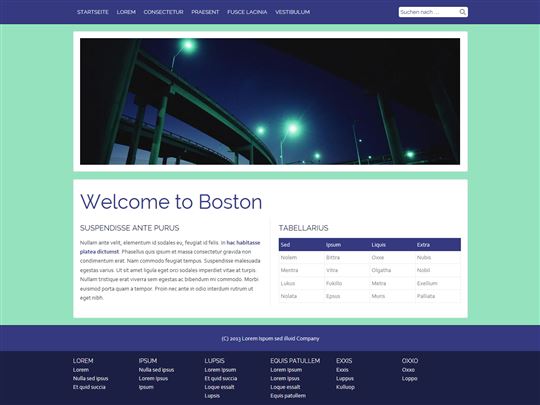 STARTSEITE LOREM CONSECTETUR PRAESENT FUSCE LACINIA VESTIBULUM
Suchen nach ...
Welcome to Boston
SUSPENDISSE ANTE PURUS
Nullam ante velit, elementum id sodales eu, feugiat id felis. In hac habitasse
platea dictumst. Phasellus quis ipsum et massa consectetur gravida non
condimentum erat. Nam commodo feugiat tempus. Suspendisse malesuada
egestas varius. Ut sit amet ligula eget orci sodales imperdiet vitae at turpis.
Nullam tristique erat viverra sem egestas ac bibendum mi commodo. Morbi
euismod porta quam a tempor. Proin nec ante in odio interdum rutrum ut
eget nibh.
TABELLARIUS
Sed Ipsum Liquis Extra
Nolem Bittra Oxxe Nubis
Mentra Vitra Olgatha Nobil
Lukus Fokillo Metra Exellium
Nolata Epsus Muris Palliata
(C) 2013 Lorem Ipsum sed illuid Company
LOREM IPSUM LUPSIS EQUIS PATULLEM EXXIS OXXO
Lorem Nulla sed ipsus Lorem Ipsum Lorem Ipsum Exxis Lorem
Nulla sed ipsus Lorem Ipsus Et quid succia Lorem Ipsus Luppus Loppo
Et quid succia Ipsum Loque essalt Loque essalt Kulluop
Lupsis Equis patullem